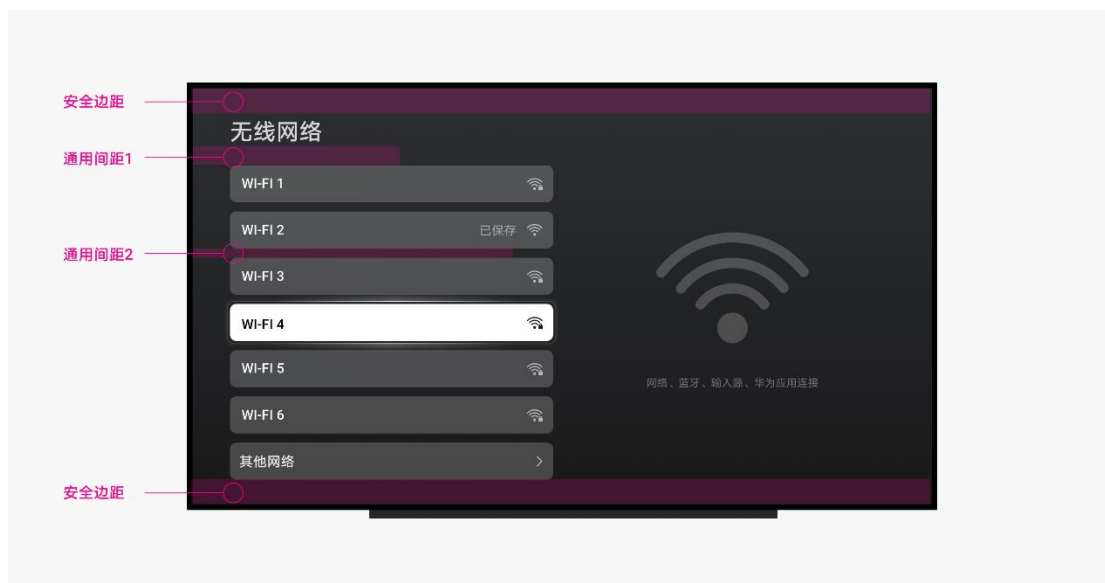 安全边距
无线网络
通用间距1
WI-FI 1
WI-FI 2 已保存
通用间距2
WI-FI 3
WI-FI 4
WI-FI 5
网络、蓝牙、输入源、华为应用连接
WI-FI 6
其他网络
安全边距